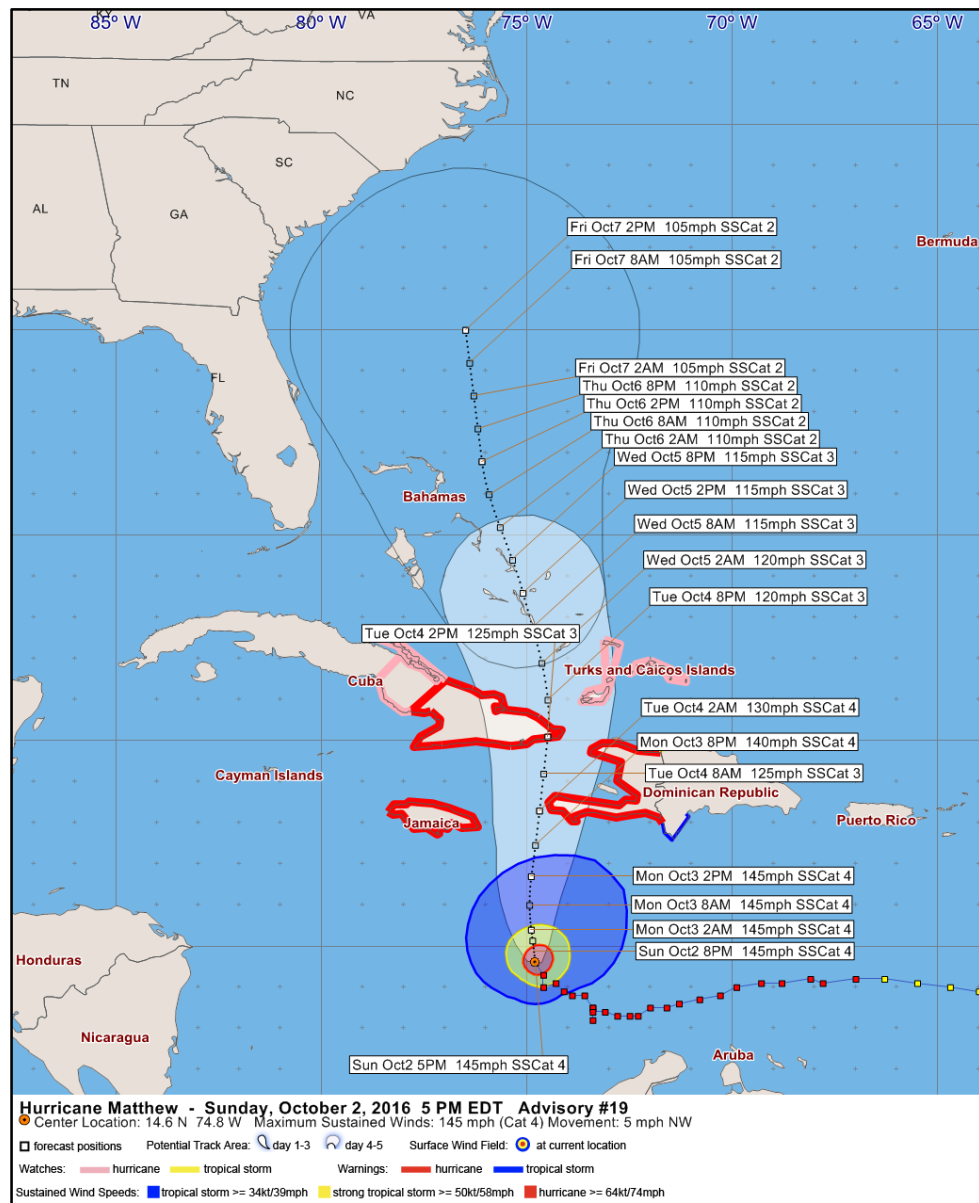 85° W 80° W 75° W 70° W 65° W
KY VA
TN
NC
SC
AL
GA
FL
Fri Oct7 2PM 105mph SSCat 2
Bermuda
Fri Oct7 8AM 105mph SSCat 2
Fri Oct7 2AM 105mph SSCat 2
Thu Oct6 8PM 110mph SSCat 2
Thu Oct6 2PM 110mph SSCat 2
Thu Oct6 8AM 110mph SSCat 2
Thu Oct6 2AM 110mph SSCat 2
Wed Oct5 8PM 115mph SSCat 3
Wed Oct5 2PM 115mph SSCat 3
Bahamas
Wed Oct5 8AM 115mph SSCat 3
Wed Oct5 2AM 120mph SSCat 3
Tue Oct4 8PM 120mph SSCat 3
Tue Oct4 2PM 125mph SSCat 3
Turks and Caicos Islands
Cuba
Tue Oct4 2AM 130mph SSCat 4
Mon Oct3 8PM 140mph SSCat 4
Cayman Islands
Tue Oct4 8AM 125mph SSCat 3
Dominican Republic
Jamaica
Puerto Rico
Mon Oct3 2PM 145mph SSCat 4
Mon Oct3 8AM 145mph SSCat 4
Mon Oct3 2AM 145mph SSCat 4
Sun Oct2 8PM 145mph SSCat 4
Honduras
Nicaragua
Aruba
Sun Oct2 5PM 145mph SSCat 4
Hurricane Matthew - Sunday, October 2, 2016 5 PM EDT Advisory #19
Center Location: 14.6 N 74.8 W Maximum Sustained Winds: 145 mph (Cat 4) Movement: 5 mph NW
forecast positions Potential Track Area: day 1-3 day 4-5 Surface Wind Field: at current location
Watches: hurricane tropical storm Warnings: hurricane tropical storm
Sustained Wind Speeds: tropical storm >= 34kt/39mph strong tropical storm >= 50kt/58mph hurricane >= 64kt/74mph